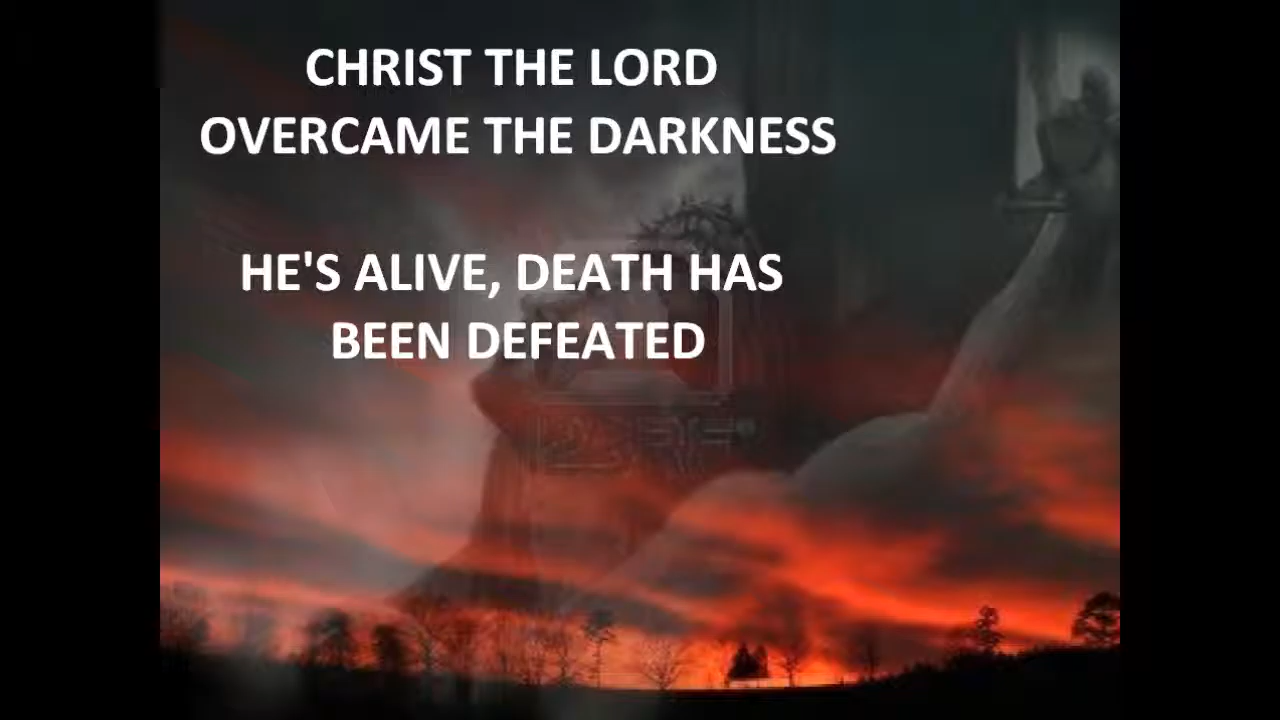 CHRIST THE LORD
OVERCAME THE DARKNESS
HE'S ALIVE, DEATH HAS
BEEN DEFEATED